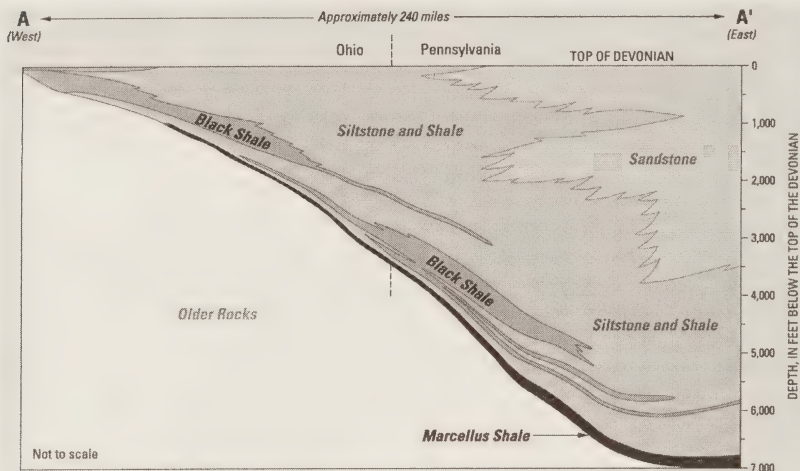 A
Approximately 240 miles
A'
(West)
(East)
Ohio
Pennsylvania
TOP OF DEVONIAN
0
Black Shale
Siltstone and Shale
1,000
Sandstone
2,000
3,000
Black Shale
4,000
Older Rocks
Siltstone and Shale
5,000
6,000
Marcellus Shale
Not to scale
7,000
DEPTH, IN FEET BELOW THE TOP OF THE DEVONIAN